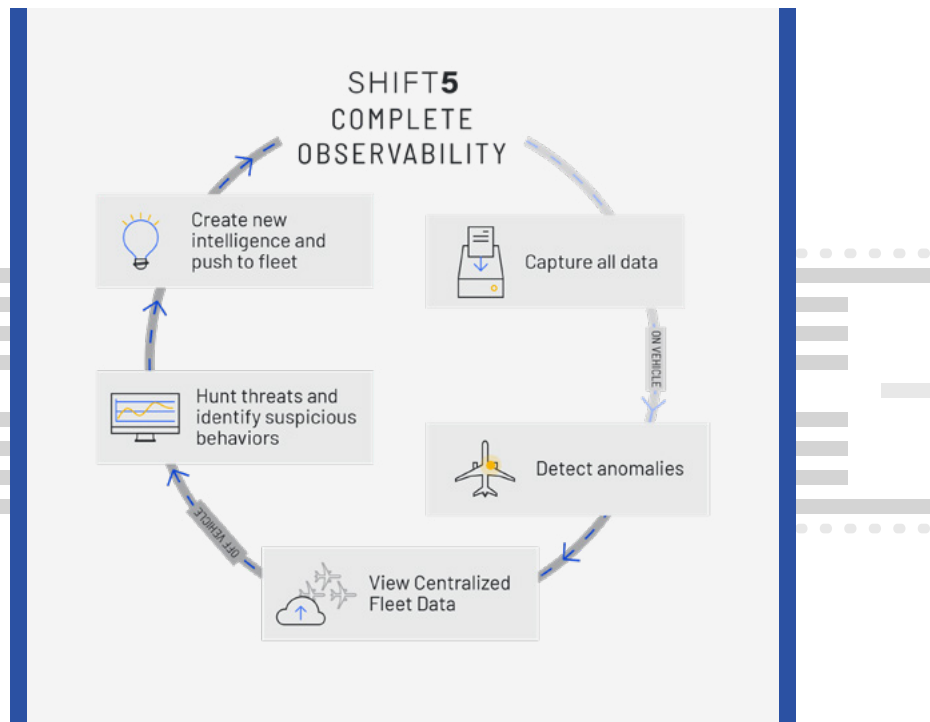 SHIFT5
COMPLETE
OBSERVABILITY
Create new
intelligence and
push to fleet
Capture all data
ON VEHICLE
Hunt threats and
identify suspicious
behaviors
Detect anomalies
OFF VEHICLE
View Centralized
Fleet Data